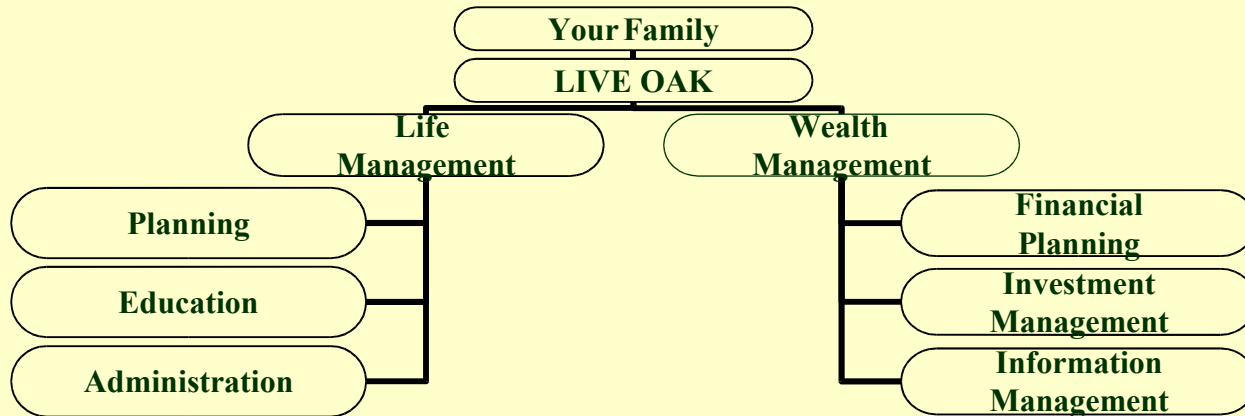 Your Family
LIVE OAK
Life
Management
Wealth
Management
Planning
Education
Administration
Financial
Planning
Investment
Management
Information
Management